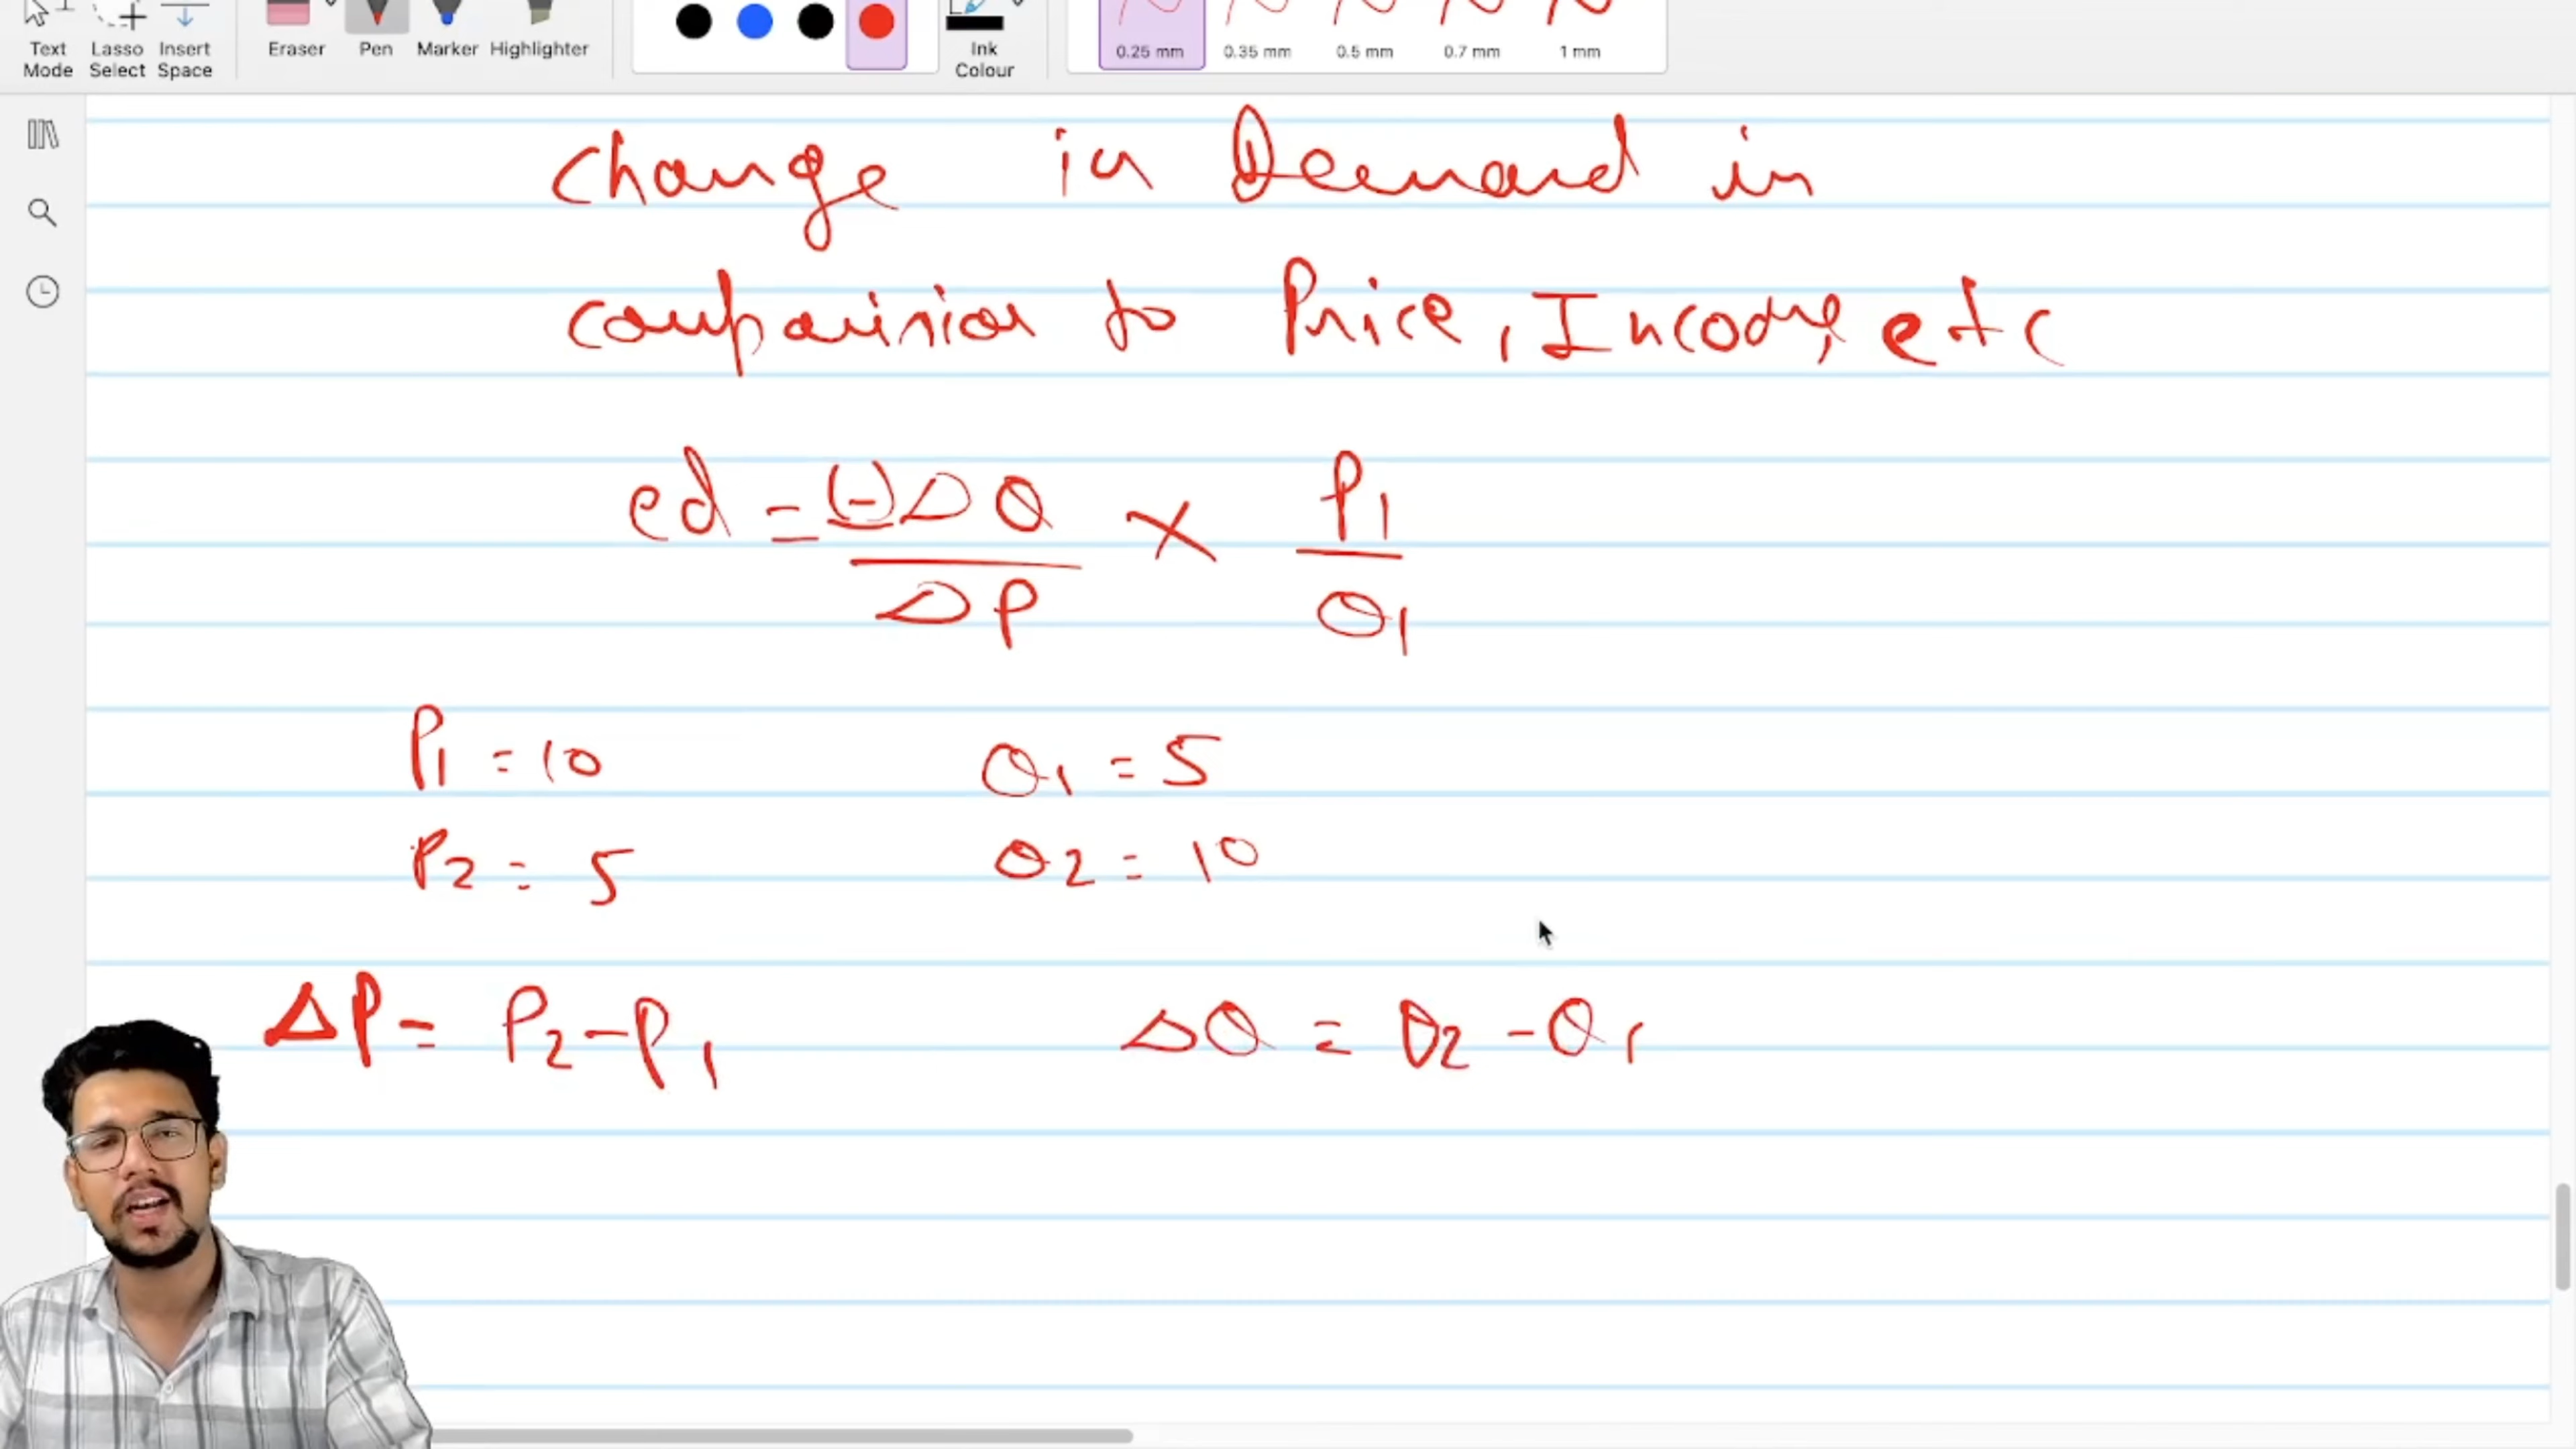 Text Mode Lasso Select Insert Space Eraser Pen Marker Highlighter Ink Colour 0.25 mm 0.35 mm 0.5 mm 0.7 mm 1 mm
Change in Demand in
comparision to Price, Income, etc
ed = (-)ΔQ / ΔP × P1 / Q1
P1 = 10 Q1 = 5
P2 = 5 Q2 = 10
ΔP = P2 - P1 ΔQ = Q2 - Q1